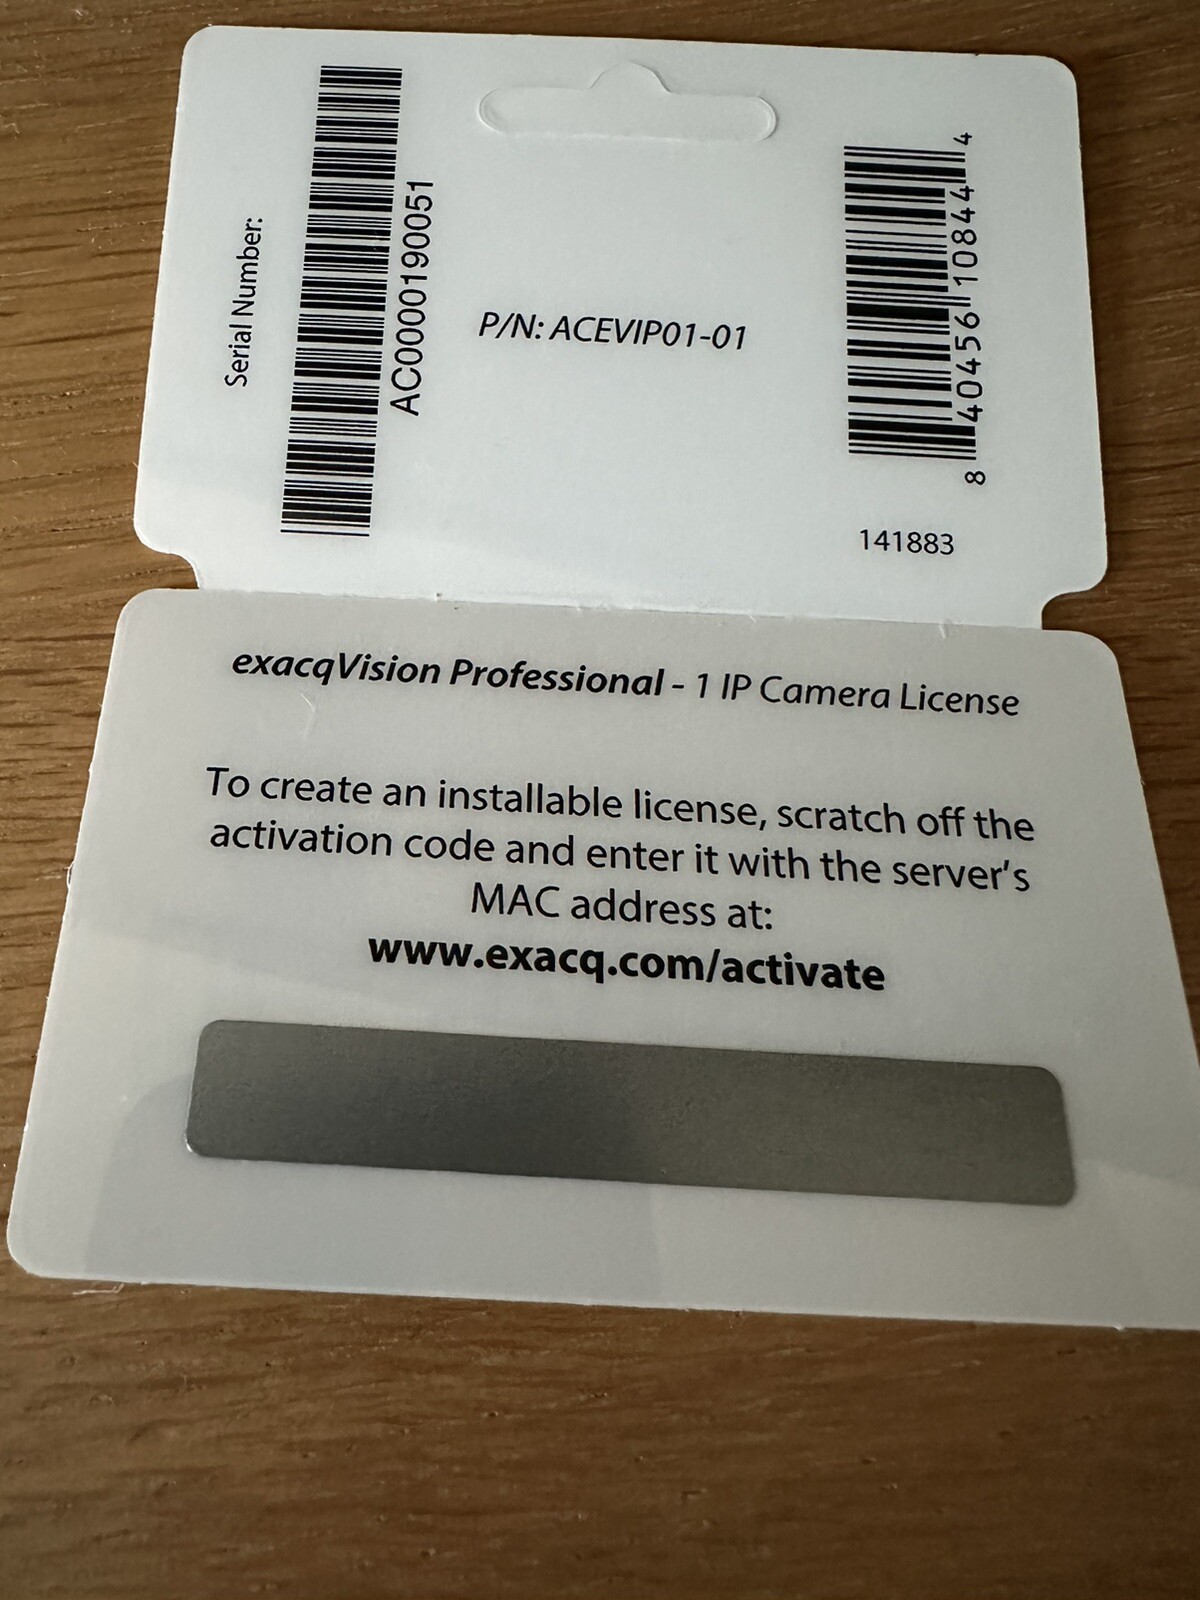 Serial Number:
AC0000190051
P/N: ACEVIP01-01
8 40456 10844 4
141883
exacqVision Professional - 1 IP Camera License
To create an installable license, scratch off the
activation code and enter it with the server's
MAC address at:
www.exacq.com/activate